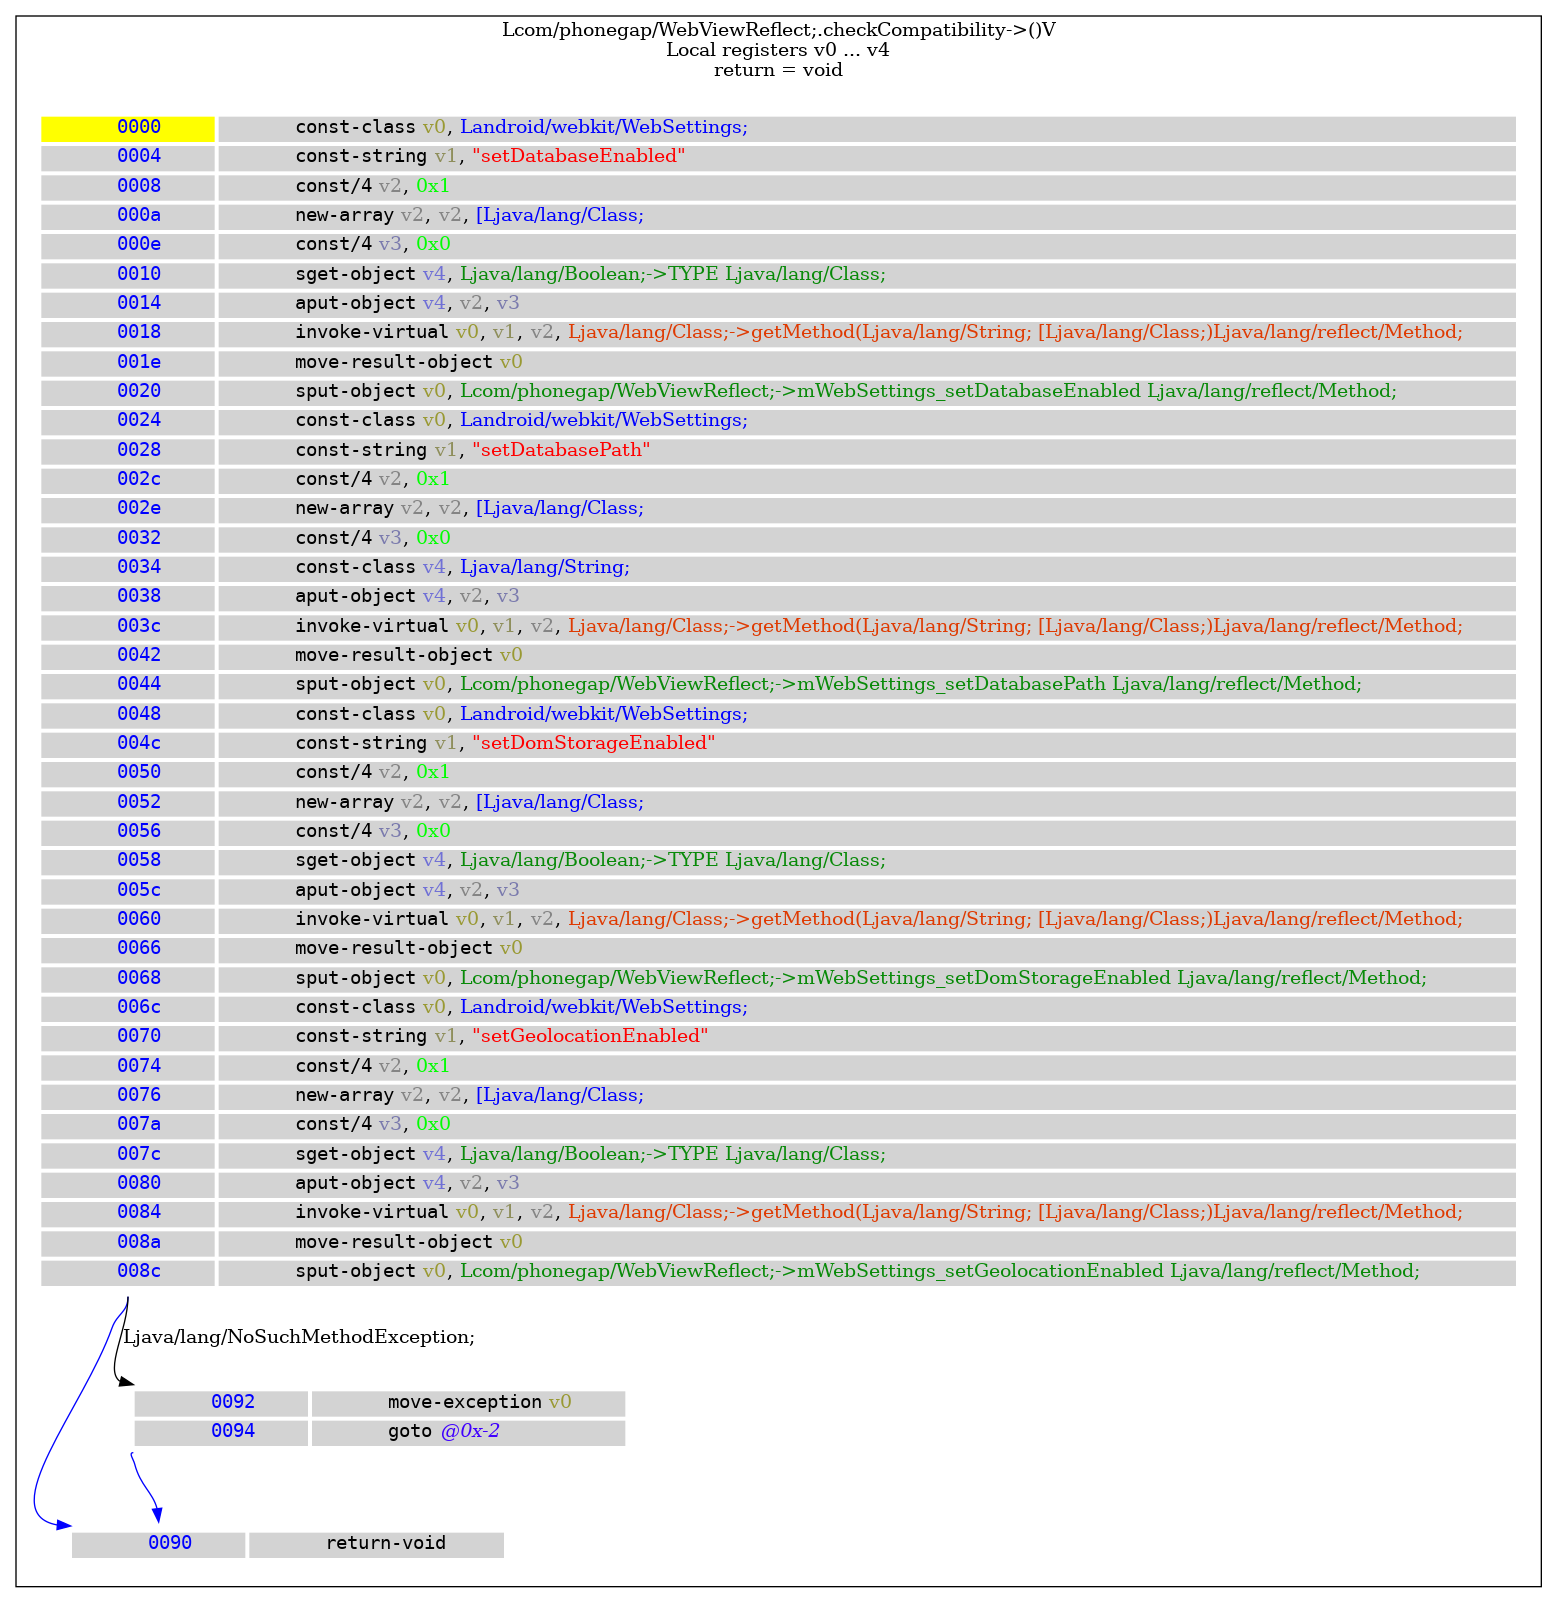 Lcom/phonegap/WebViewReflect;.checkCompatibility->()V
Local registers v0 ... v4
return = void
0000 const-class v0, Landroid/webkit/WebSettings;
0004 const-string v1, "setDatabaseEnabled"
0008 const/4 v2, 0x1
000a new-array v2, v2, [Ljava/lang/Class;
000e const/4 v3, 0x0
0010 sget-object v4, Ljava/lang/Boolean;->TYPE Ljava/lang/Class;
0014 aput-object v4, v2, v3
0018 invoke-virtual v0, v1, v2, Ljava/lang/Class;->getMethod(Ljava/lang/String; [Ljava/lang/Class;)Ljava/lang/reflect/Method;
001e move-result-object v0
0020 sput-object v0, Lcom/phonegap/WebViewReflect;->mWebSettings_setDatabaseEnabled Ljava/lang/reflect/Method;
0024 const-class v0, Landroid/webkit/WebSettings;
0028 const-string v1, "setDatabasePath"
002c const/4 v2, 0x1
002e new-array v2, v2, [Ljava/lang/Class;
0032 const/4 v3, 0x0
0034 const-class v4, Ljava/lang/String;
0038 aput-object v4, v2, v3
003c invoke-virtual v0, v1, v2, Ljava/lang/Class;->getMethod(Ljava/lang/String; [Ljava/lang/Class;)Ljava/lang/reflect/Method;
0042 move-result-object v0
0044 sput-object v0, Lcom/phonegap/WebViewReflect;->mWebSettings_setDatabasePath Ljava/lang/reflect/Method;
0048 const-class v0, Landroid/webkit/WebSettings;
004c const-string v1, "setDomStorageEnabled"
0050 const/4 v2, 0x1
0052 new-array v2, v2, [Ljava/lang/Class;
0056 const/4 v3, 0x0
0058 sget-object v4, Ljava/lang/Boolean;->TYPE Ljava/lang/Class;
005c aput-object v4, v2, v3
0060 invoke-virtual v0, v1, v2, Ljava/lang/Class;->getMethod(Ljava/lang/String; [Ljava/lang/Class;)Ljava/lang/reflect/Method;
0066 move-result-object v0
0068 sput-object v0, Lcom/phonegap/WebViewReflect;->mWebSettings_setDomStorageEnabled Ljava/lang/reflect/Method;
006c const-class v0, Landroid/webkit/WebSettings;
0070 const-string v1, "setGeolocationEnabled"
0074 const/4 v2, 0x1
0076 new-array v2, v2, [Ljava/lang/Class;
007a const/4 v3, 0x0
007c sget-object v4, Ljava/lang/Boolean;->TYPE Ljava/lang/Class;
0080 aput-object v4, v2, v3
0084 invoke-virtual v0, v1, v2, Ljava/lang/Class;->getMethod(Ljava/lang/String; [Ljava/lang/Class;)Ljava/lang/reflect/Method;
008a move-result-object v0
008c sput-object v0, Lcom/phonegap/WebViewReflect;->mWebSettings_setGeolocationEnabled Ljava/lang/reflect/Method;
Ljava/lang/NoSuchMethodException;
0092 move-exception v0
0094 goto @0x-2
0090 return-void